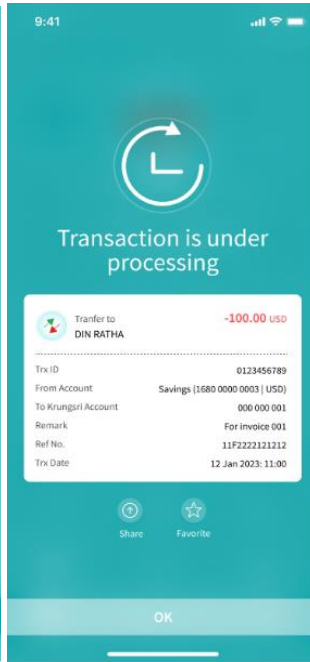 9:41
Transaction is under
processing
Tranfer to
-100.00 USD
DIN RATHA
Trx ID 0123456789
From Account Savings (1680 0000 0003 | USD)
To Krungsri Account 000 000 001
Remark For invoice 001
Ref No. 11F2222121212
Trx Date 12 Jan 2023: 11:00
Share Favorite
OK